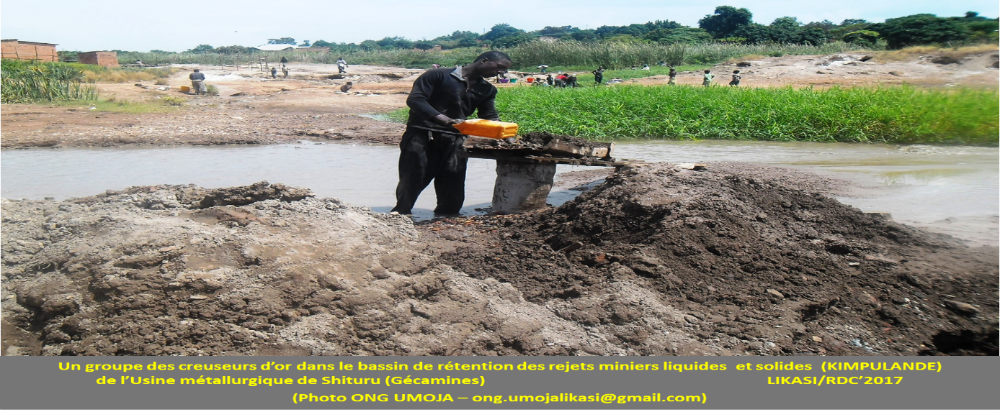 Un groupe des creuseurs d’or dans le bassin de rétention des rejets miniers liquides et solides (KIMPULANDE)
de l’Usine métallurgique de Shituru (Gécamines) LIKASI/RDC’2017
(Photo ONG UMOJA – ong.umojalikasi@gmail.com)